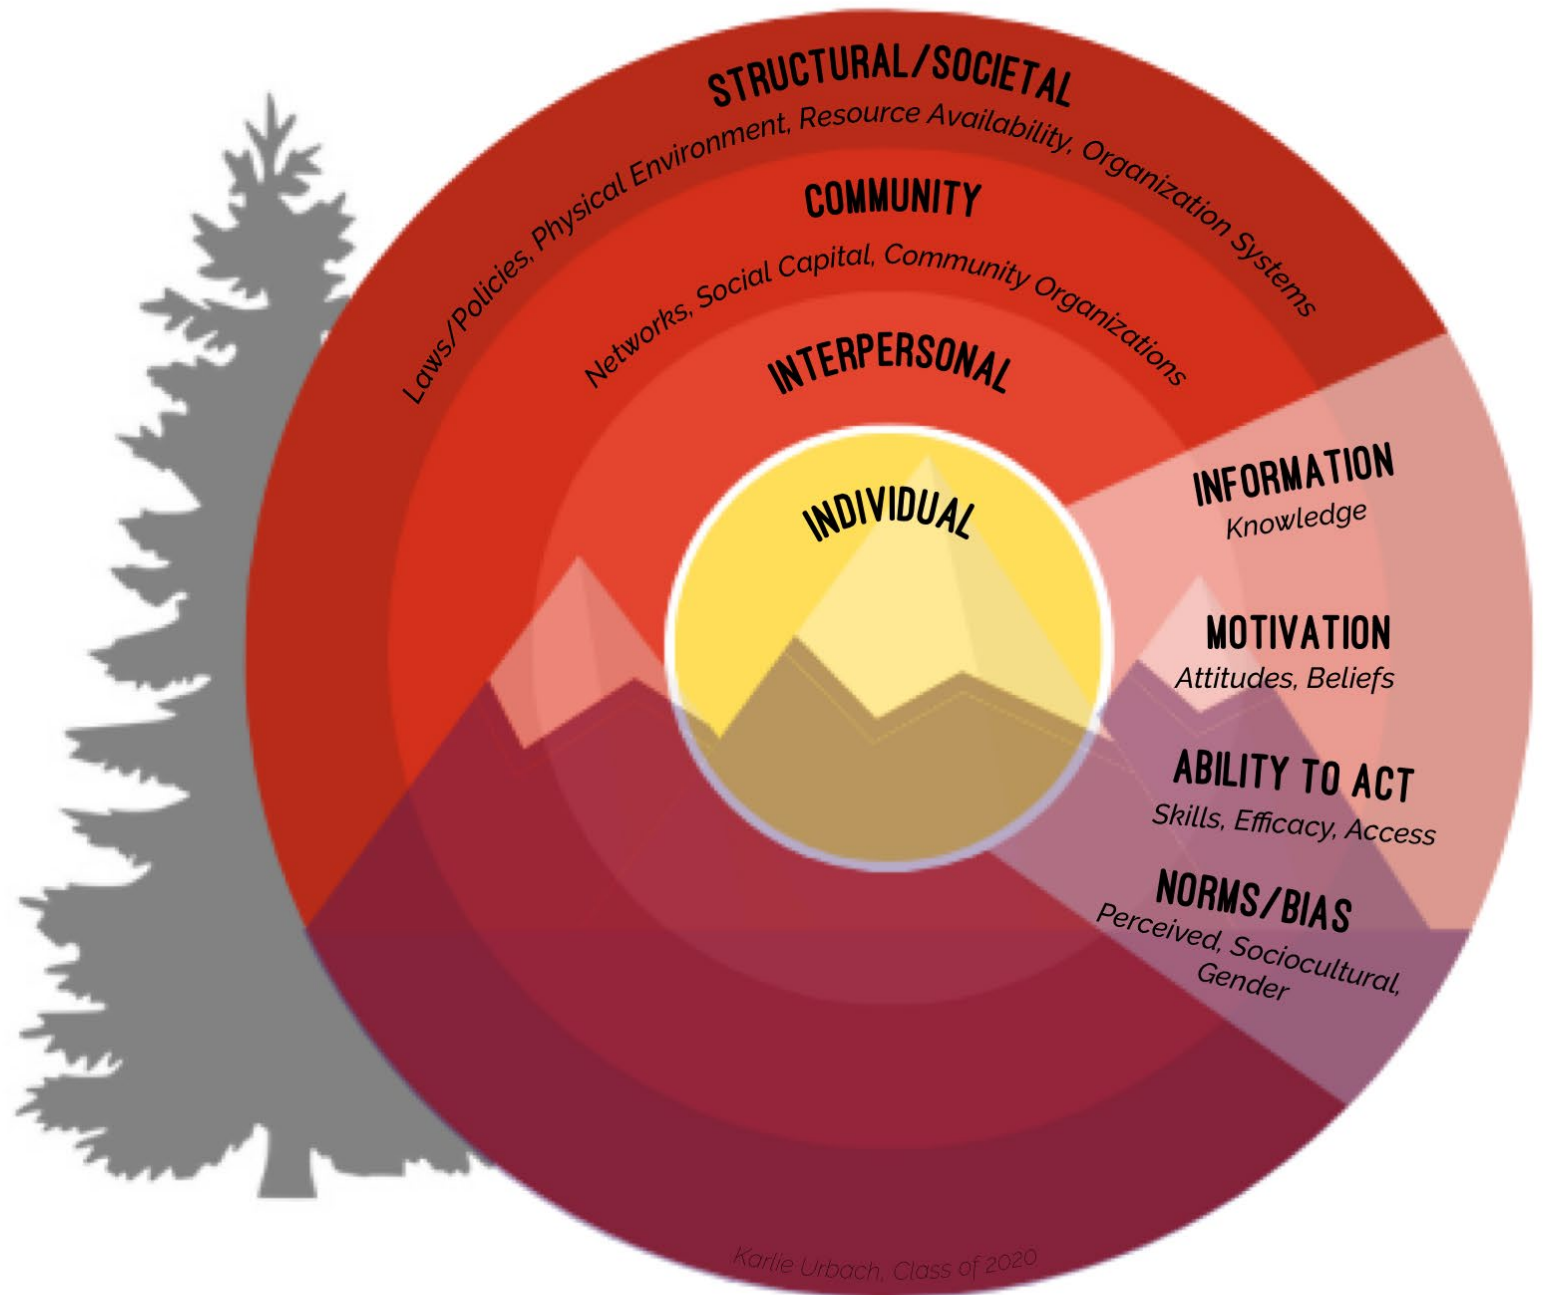 STRUCTURAL/SOCIETAL
Laws/Policies, Physical Environment, Resource Availability, Organization Systems
COMMUNITY
Networks, Social Capital, Community Organizations
INTERPERSONAL
INDIVIDUAL
INFORMATION
Knowledge
MOTIVATION
Attitudes, Beliefs
ABILITY TO ACT
Skills, Efficacy, Access
NORMS/BIAS
Perceived, Sociocultural,
Gender
Karlie Urbach, Class of 2020